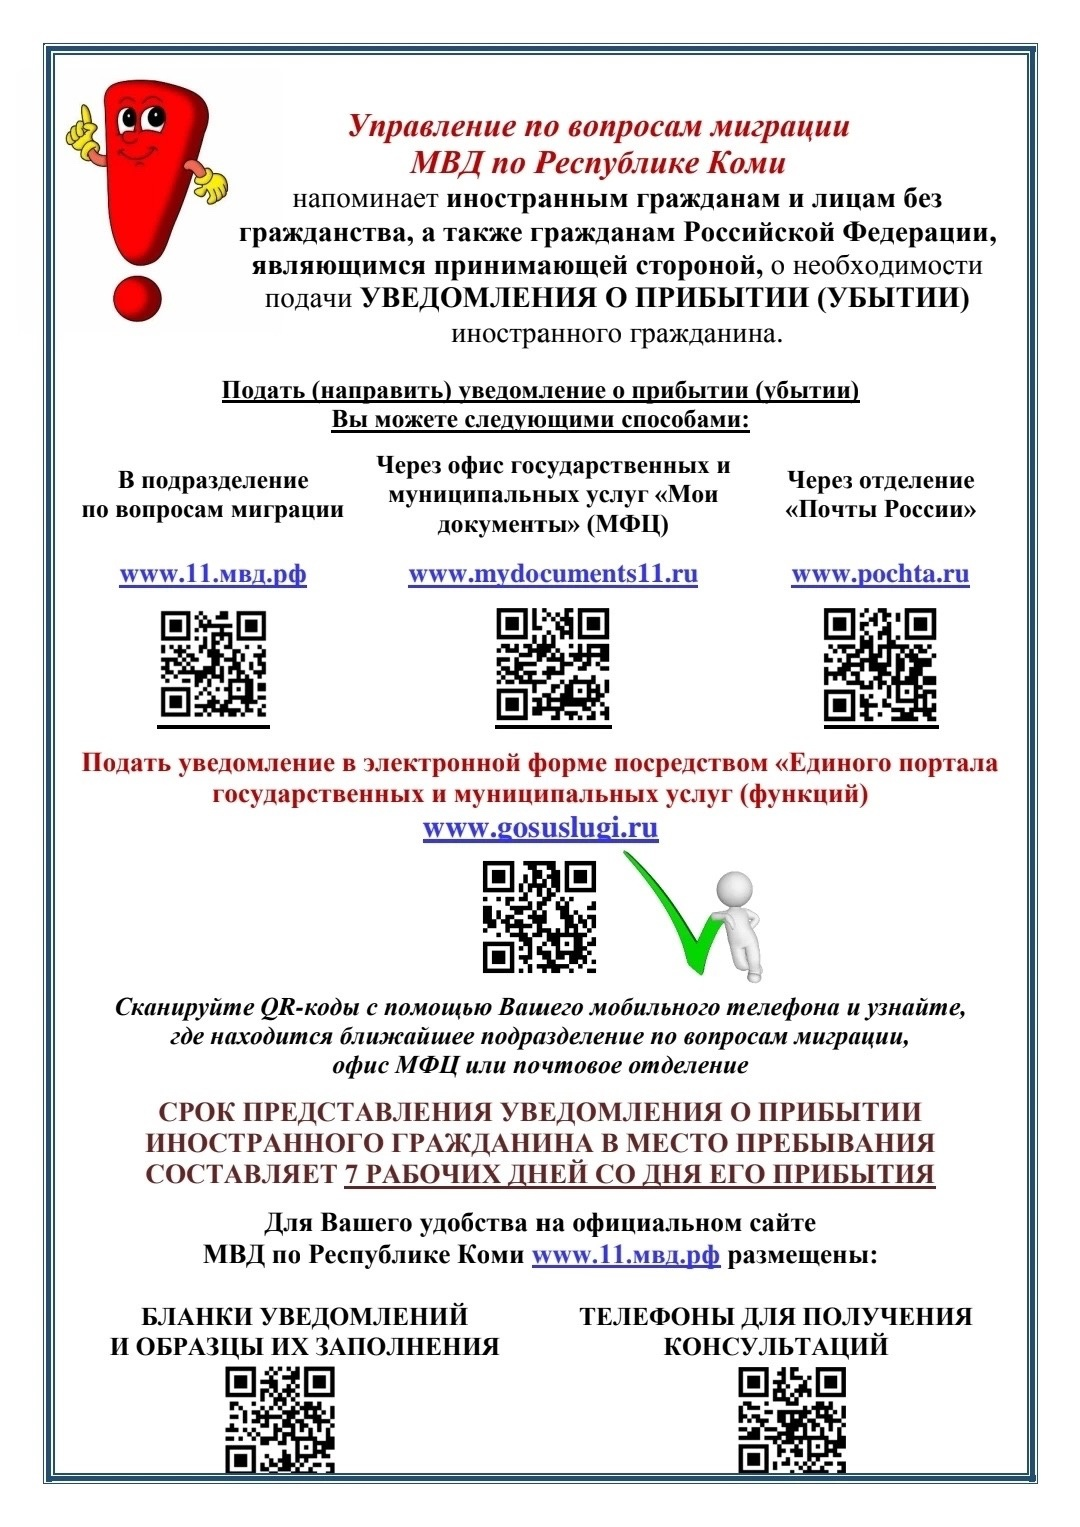 Управление по вопросам миграции
МВД по Республике Коми
напоминает иностранным гражданам и лицам без
гражданства, а также гражданам Российской Федерации,
являющимся принимающей стороной, о необходимости
подачи УВЕДОМЛЕНИЯ О ПРИБЫТИИ (УБЫТИИ)
иностранного гражданина.
Подать (направить) уведомление о прибытии (убытии)
Вы можете следующими способами:
В подразделение
по вопросам миграции
www.11.мвд.рф
Через офис государственных и
муниципальных услуг «Мои
документы» (МФЦ)
www.mydocuments11.ru
Через отделение
«Почты России»
www.pochta.ru
Подать уведомление в электронной форме посредством «Единого портала
государственных и муниципальных услуг (функций)
www.gosuslugi.ru
Сканируйте QR-коды с помощью Вашего мобильного телефона и узнайте,
где находится ближайшее подразделение по вопросам миграции,
офис МФЦ или почтовое отделение
СРОК ПРЕДСТАВЛЕНИЯ УВЕДОМЛЕНИЯ О ПРИБЫТИИ
ИНОСТРАННОГО ГРАЖДАНИНА В МЕСТО ПРЕБЫВАНИЯ
СОСТАВЛЯЕТ 7 РАБОЧИХ ДНЕЙ СО ДНЯ ЕГО ПРИБЫТИЯ
Для Вашего удобства на официальном сайте
МВД по Республике Коми www.11.мвд.рф размещены:
БЛАНКИ УВЕДОМЛЕНИЙ
И ОБРАЗЦЫ ИХ ЗАПОЛНЕНИЯ
ТЕЛЕФОНЫ ДЛЯ ПОЛУЧЕНИЯ
КОНСУЛЬТАЦИЙ